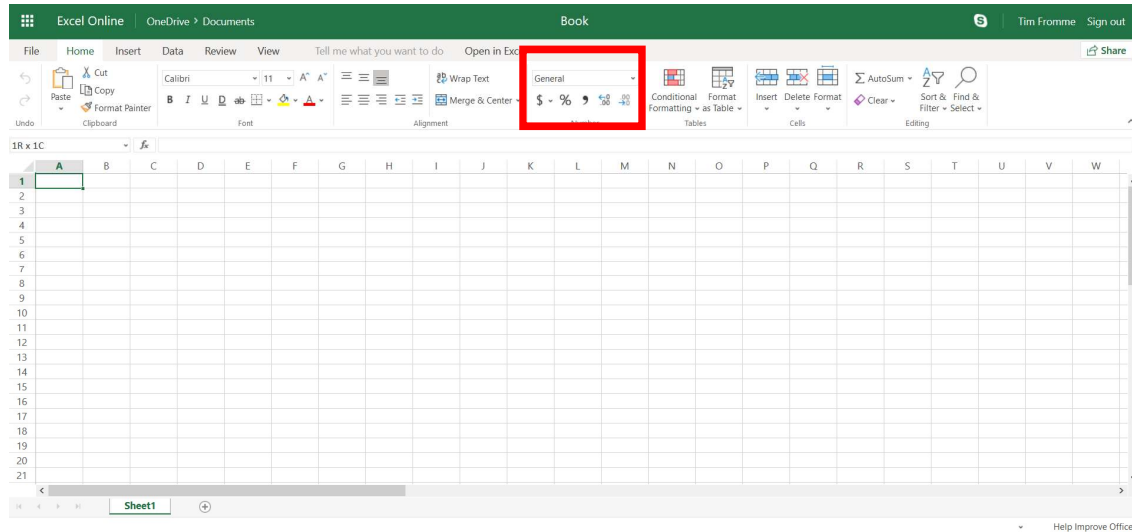 Excel Online OneDrive > Documents Book S Tim Fromme Sign out
File Home Insert Data Review View Tell me what you want to do Open in Exc Share
Cut
Copy
Paste
Format Painter
Calibri 11 A A
B I U D ab A
Wrap Text
Merge & Center
General
$ % , .00
Conditional Formatting
Format as Table
Insert Delete Format
∑ AutoSum
Clear
Sort & Filter
Find & Select
Undo Clipboard Font Alignment Tables Cells Editing
1R x 1C fx
A B C D E F G H I J K L M N O P Q R S T U V W
1
2
3
4
5
6
7
8
9
10
11
12
13
14
15
16
17
18
19
20
21
Sheet1
Help Improve Office